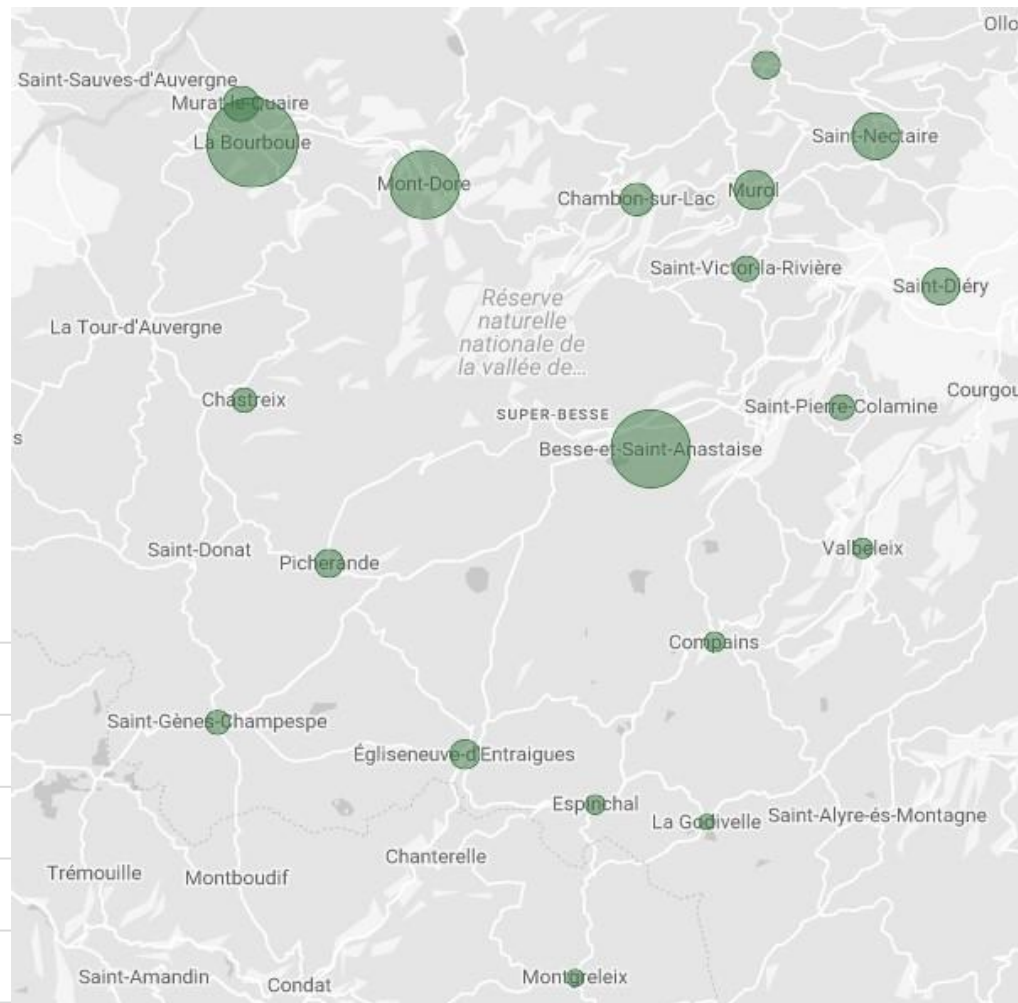 Ollo
Saint-Sauves-d'Auvergne
Murat-le-Quaire
La Bourboule
Saint-Nectaire
Mont-Dore
Chambon-sur-Lac
Murol
Saint-Victor-la-Rivière
Saint-Diéry
Réserve
naturelle
nationale de
la vallée de...
La Tour-d'Auvergne
Chastreix
SUPER-BESSE
Saint-Pierre-Colamine
Courgou
s
Besse-et-Saint-Anastaise
Saint-Donat
Picherande
Valbeleix
Compains
Saint-Gènes-Champespe
Égliseneuve-d'Entraigues
Espinchal
La Godivelle
Saint-Alyre-és-Montagne
Chanterelle
Trémouille
Montboudif
Saint-Amandin
Condat
Montgreleix